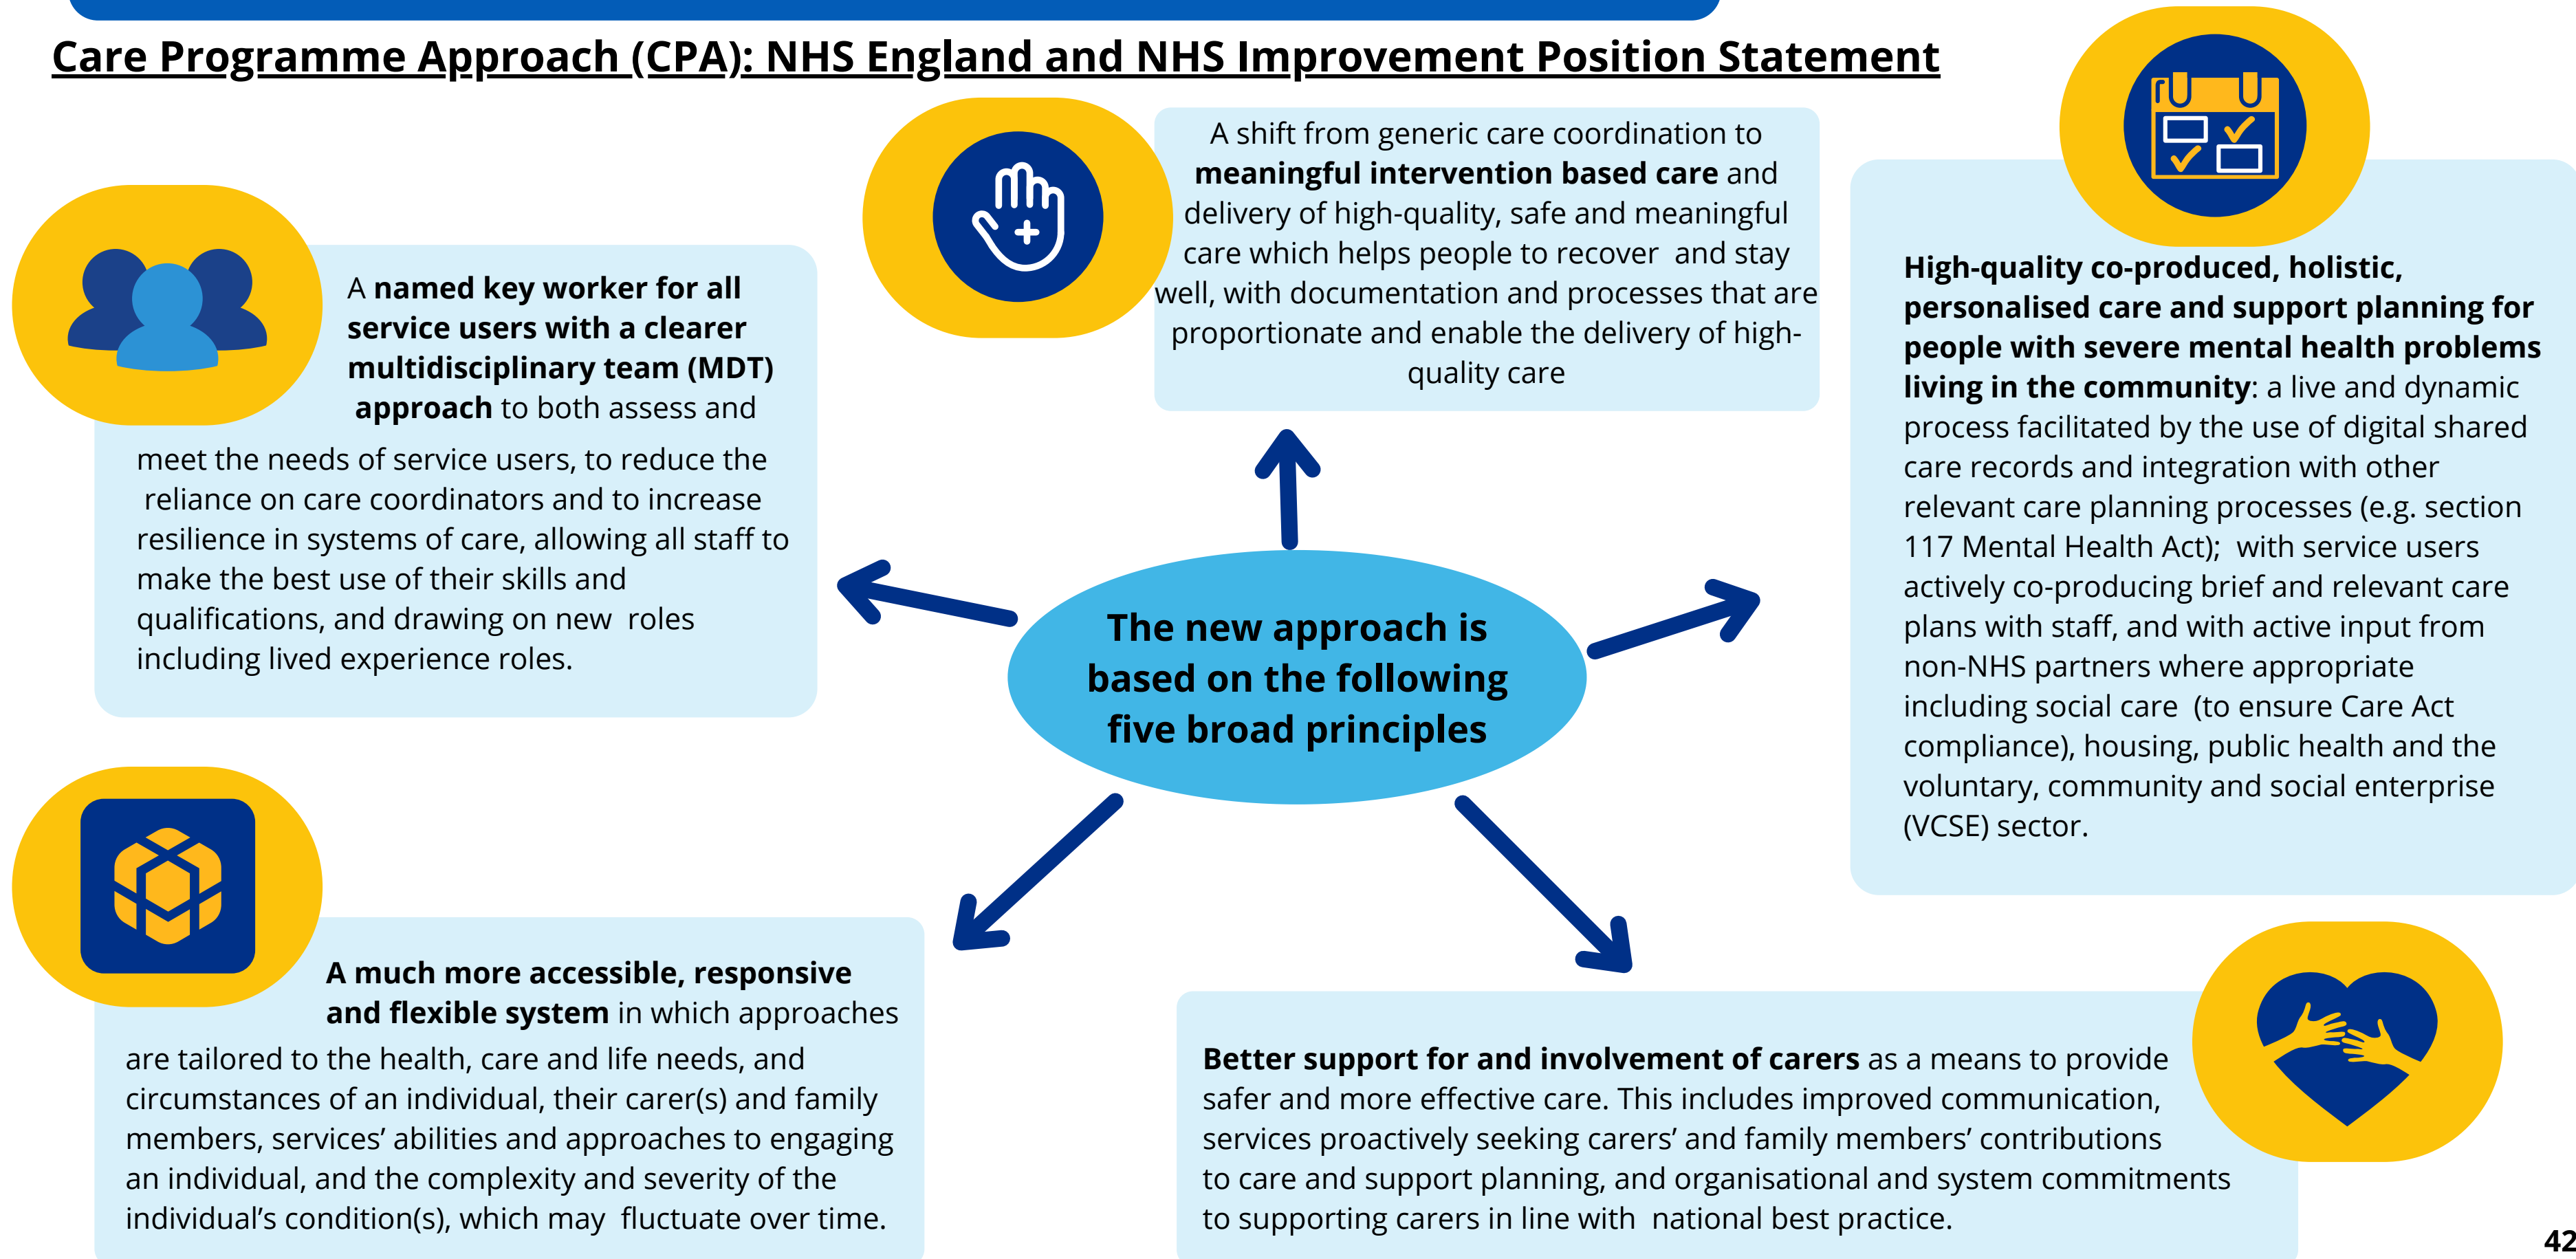 Care Programme Approach (CPA): NHS England and NHS Improvement Position Statement
A named key worker for all
service users with a clearer
multidisciplinary team (MDT)
approach to both assess and
meet the needs of service users, to reduce the
reliance on care coordinators and to increase
resilience in systems of care, allowing all staff to
make the best use of their skills and
qualifications, and drawing on new roles
including lived experience roles.
A shift from generic care coordination to
meaningful intervention based care and
delivery of high-quality, safe and meaningful
care which helps people to recover and stay
well, with documentation and processes that are
proportionate and enable the delivery of high-
quality care
High-quality co-produced, holistic,
personalised care and support planning for
people with severe mental health problems
living in the community: a live and dynamic
process facilitated by the use of digital shared
care records and integration with other
relevant care planning processes (e.g. section
117 Mental Health Act); with service users
actively co-producing brief and relevant care
plans with staff, and with active input from
non-NHS partners where appropriate
including social care (to ensure Care Act
compliance), housing, public health and the
voluntary, community and social enterprise
(VCSE) sector.
The new approach is
based on the following
five broad principles
A much more accessible, responsive
and flexible system in which approaches
are tailored to the health, care and life needs, and
circumstances of an individual, their carer(s) and family
members, services’ abilities and approaches to engaging
an individual, and the complexity and severity of the
individual’s condition(s), which may fluctuate over time.
Better support for and involvement of carers as a means to provide
safer and more effective care. This includes improved communication,
services proactively seeking carers’ and family members’ contributions
to care and support planning, and organisational and system commitments
to supporting carers in line with national best practice.
42